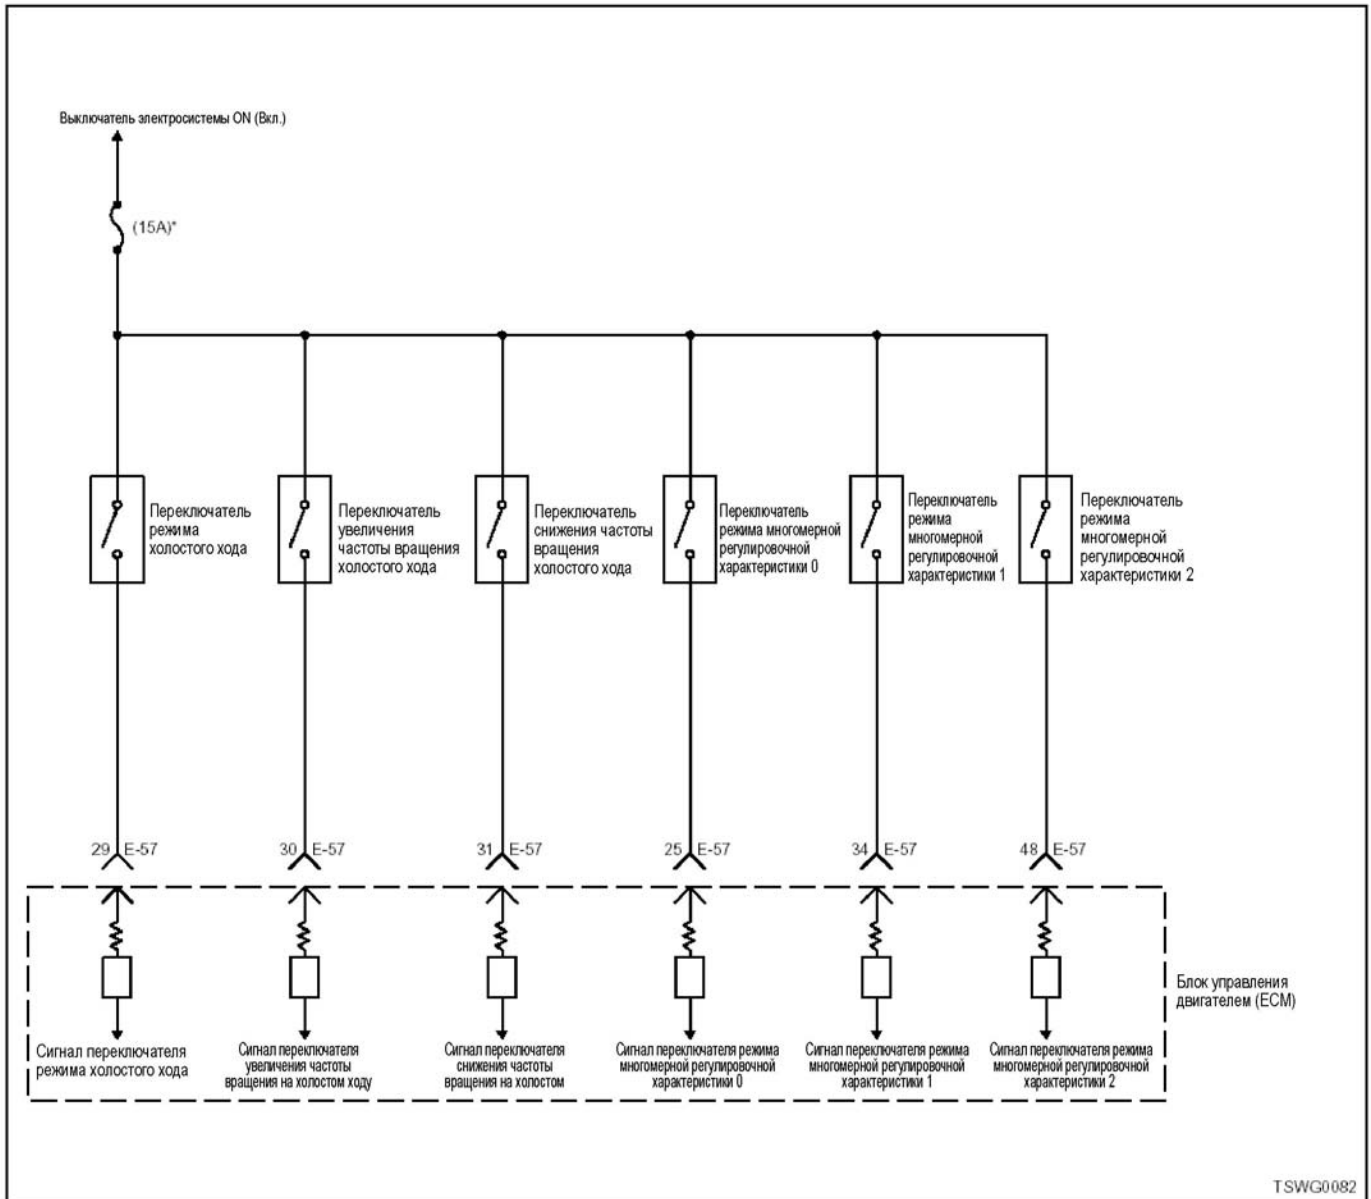 Выключатель электросистемы ON (Вкл.)
(15A)*
Переключатель
режима
холостого хода
Переключатель
увеличения
частоты вращения
холостого хода
Переключатель
снижения частоты
вращения
холостого хода
Переключатель
режима многомерной
регулировочной
характеристики 0
Переключатель
режима
многомерной
регулировочной
характеристики 1
Переключатель
режима
многомерной
регулировочной
характеристики 2
29 E-57
30 E-57
31 E-57
25 E-57
34 E-57
48 E-57
Блок управления
двигателем (ECM)
Сигнал переключателя
режима холостого хода
Сигнал переключателя
увеличения частоты
вращения на холостом ходу
Сигнал переключателя
снижения частоты
вращения на холостом
Сигнал переключателя режима
многомерной регулировочной
характеристики 0
Сигнал переключателя режима
многомерной регулировочной
характеристики 1
Сигнал переключателя режима
многомерной регулировочной
характеристики 2
TSWG0082